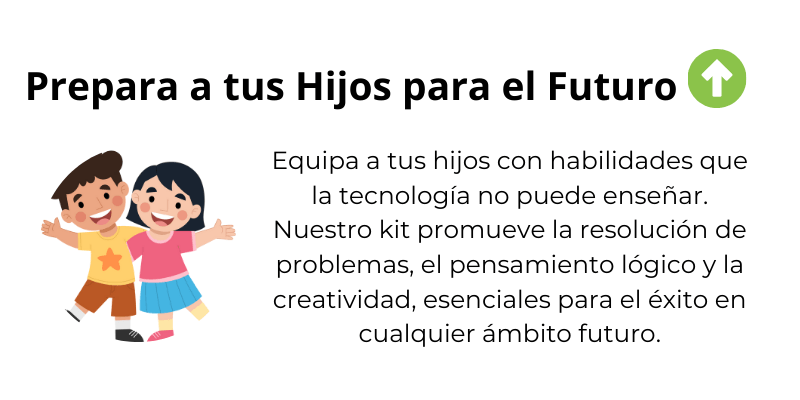 Prepara a tus Hijos para el Futuro
Equipa a tus hijos con habilidades que
la tecnología no puede enseñar.
Nuestro kit promueve la resolución de
problemas, el pensamiento lógico y la
creatividad, esenciales para el éxito en
cualquier ámbito futuro.